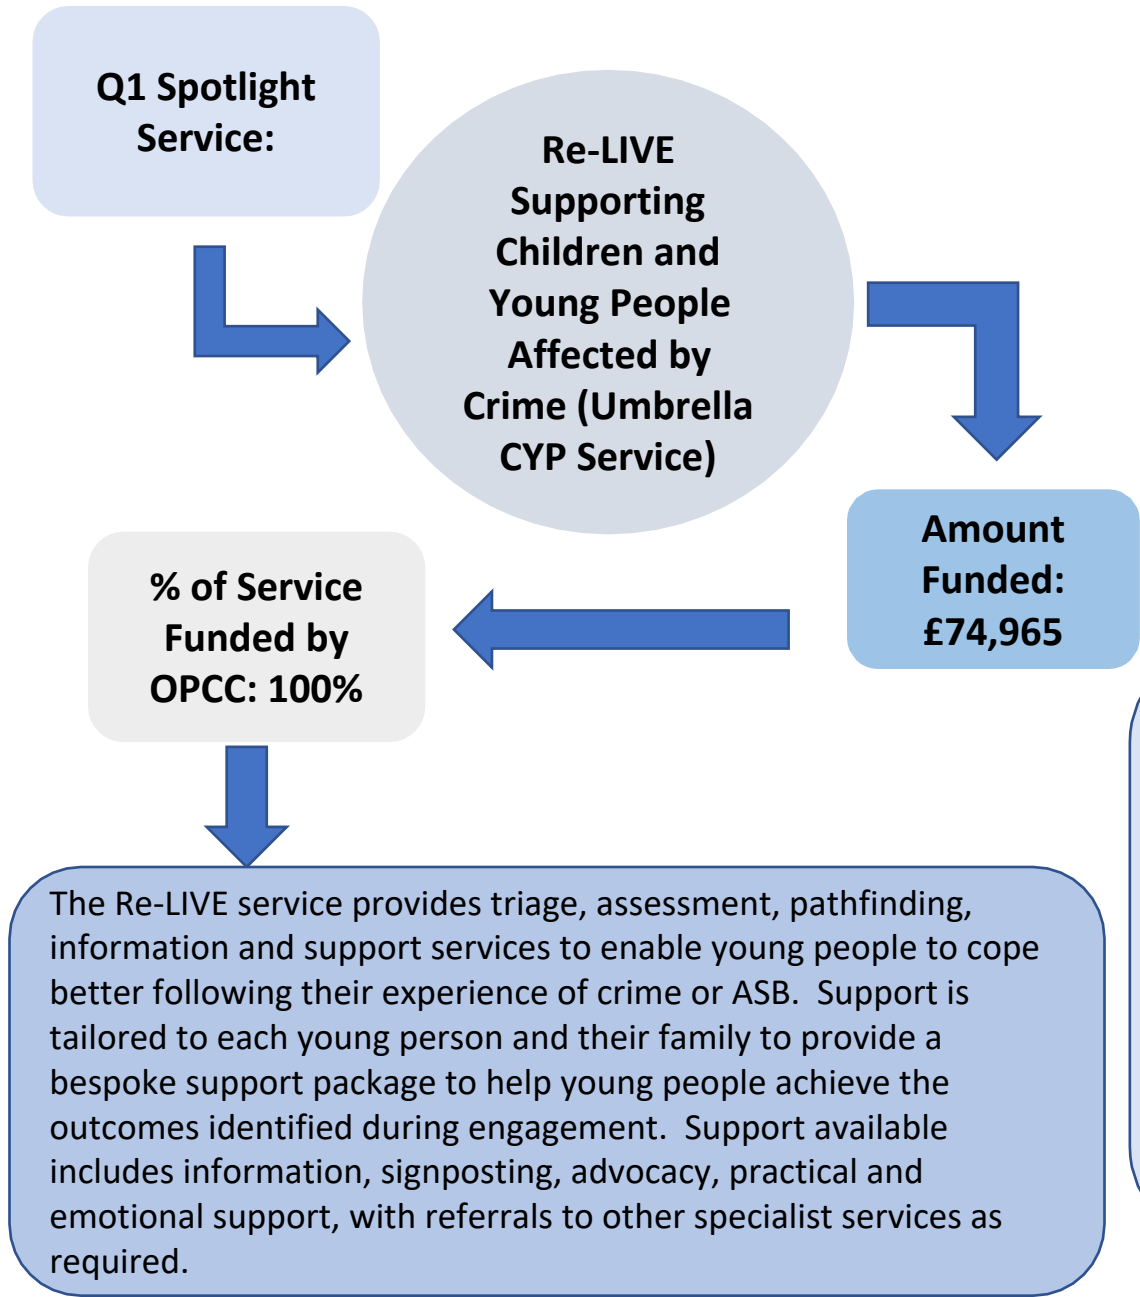 Q1 Spotlight
Service:
Re-LIVE
Supporting
Children and
Young People
Affected by
Crime (Umbrella
CYP Service)
Amount
Funded:
£74,965
% of Service
Funded by
OPCC: 100%
The Re-LIVE service provides triage, assessment, pathfinding,
information and support services to enable young people to cope
better following their experience of crime or ASB.  Support is
tailored to each young person and their family to provide a
bespoke support package to help young people achieve the
outcomes identified during engagement.  Support available
includes information, signposting, advocacy, practical and
emotional support, with referrals to other specialist services as
required.